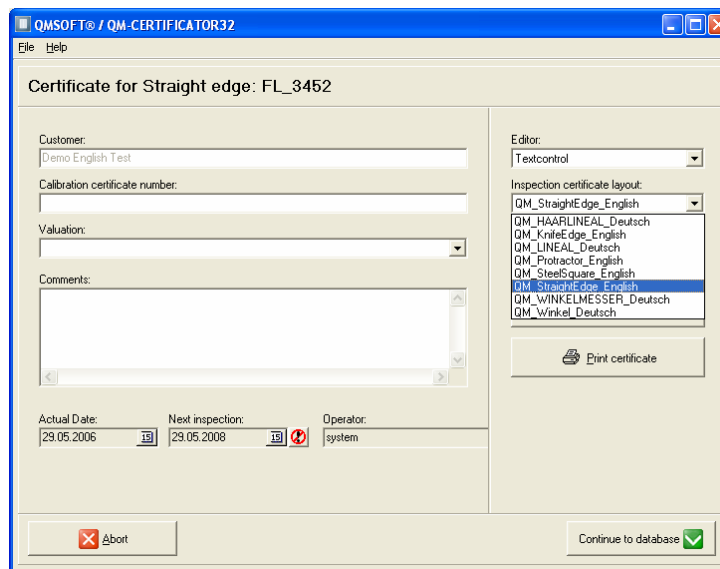 QMSOFT® / QM-CERTIFICATOR32
File Help
Certificate for Straight edge: FL_3452
Customer:
Demo English Test
Calibration certificate number:
Valuation:
Comments:
Actual Date:
Next inspection:
Operator:
29.05.2006
15
29.05.2008
15
system
Editor:
Textcontrol
Inspection certificate layout:
QM_StraightEdge_English
QM_HAARLINEAL_Deutsch
QM_KnifeEdge_English
QM_LINEAL_Deutsch
QM_Protractor_English
QM_SteelSquare_English
QM_StraightEdge_English
QM_WINKELMESSER_Deutsch
QM_Winkel_Deutsch
Print certificate
Abort
Continue to database